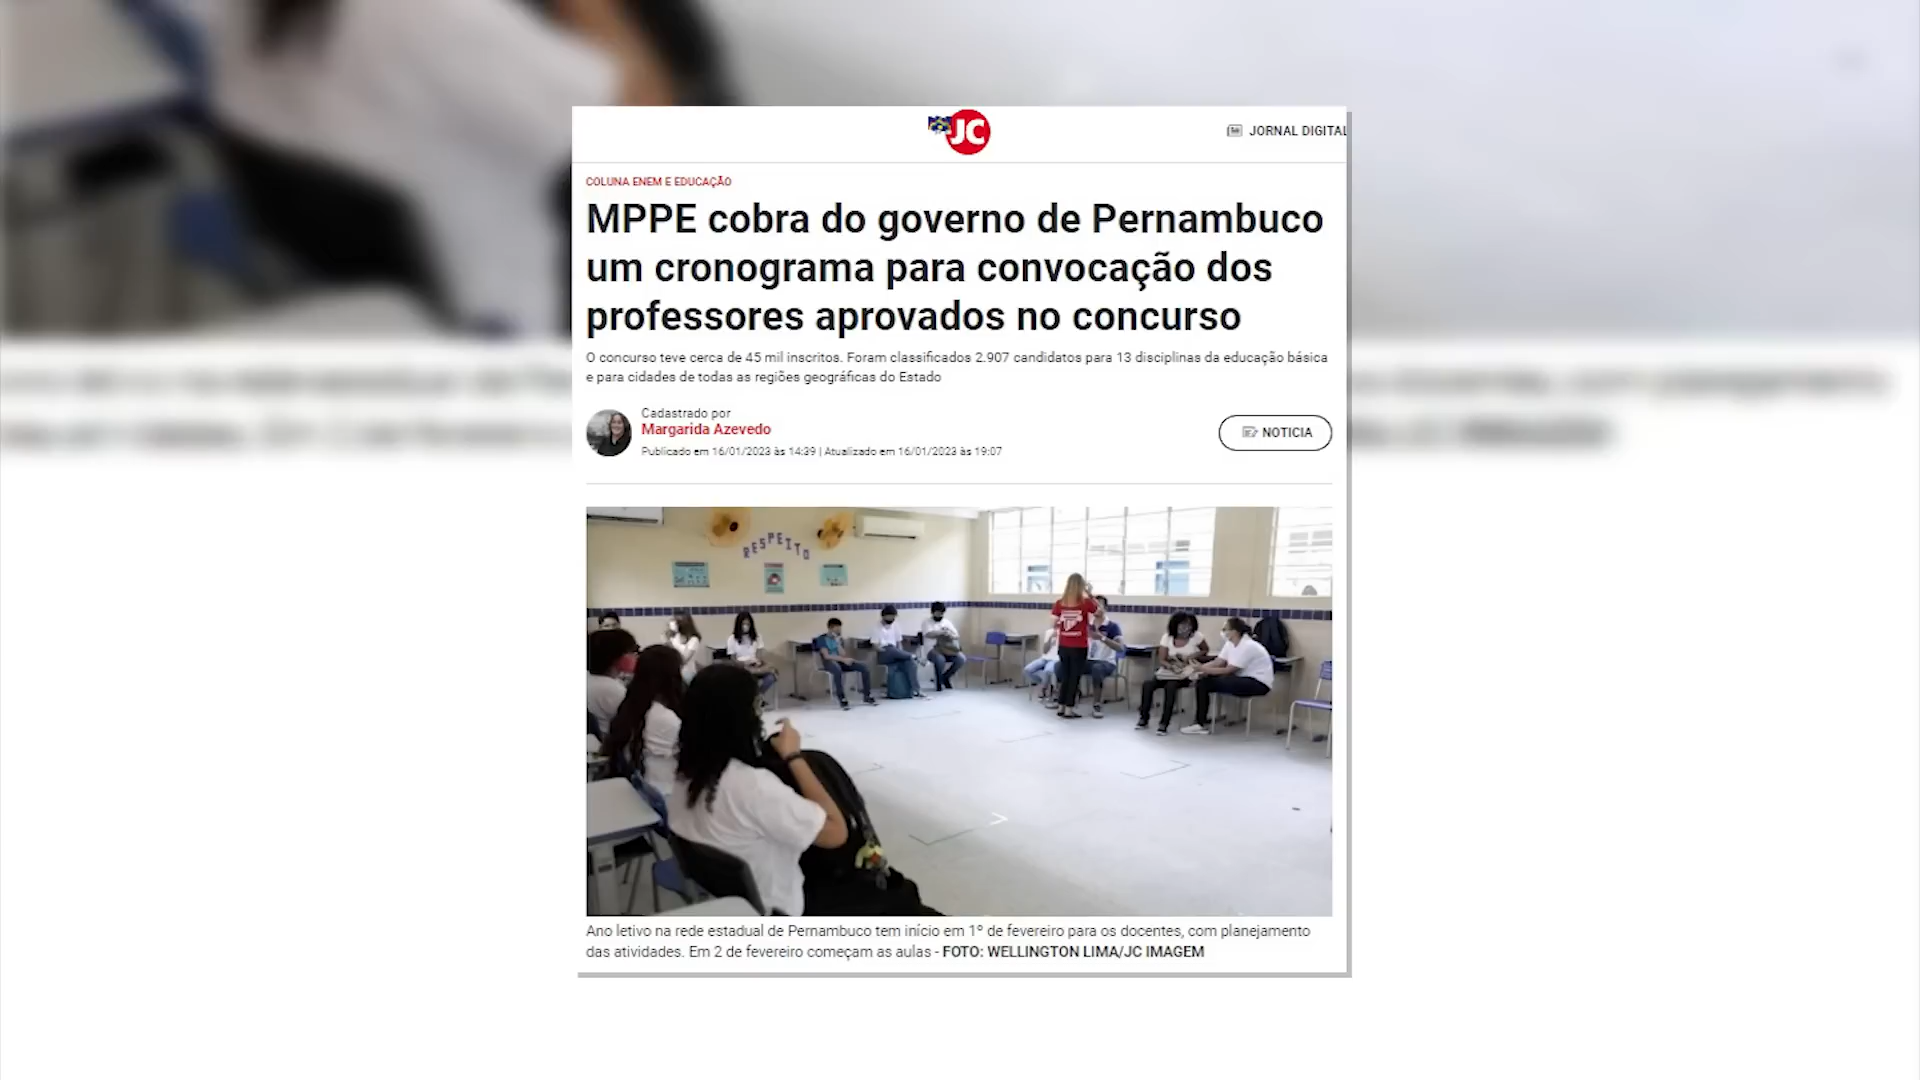 JC
JORNAL DIGITAL
COLUNA ENEM E EDUCAÇÃO
MPPE cobra do governo de Pernambuco
um cronograma para convocação dos
professores aprovados no concurso
O concurso teve cerca de 45 mil inscritos. Foram classificados 2.907 candidatos para 13 disciplinas da educação básica
e para cidades de todas as regiões geográficas do Estado
Cadastrado por
Margarida Azevedo
Publicado em 16/01/2023 às 14:39 | Atualizado em 16/01/2023 às 19:07
NOTICIA
RESPEITO
Ano letivo na rede estadual de Pernambuco tem início em 1º de fevereiro para os docentes, com planejamento
das atividades. Em 2 de fevereiro começam as aulas - FOTO: WELLINGTON LIMA/JC IMAGEM